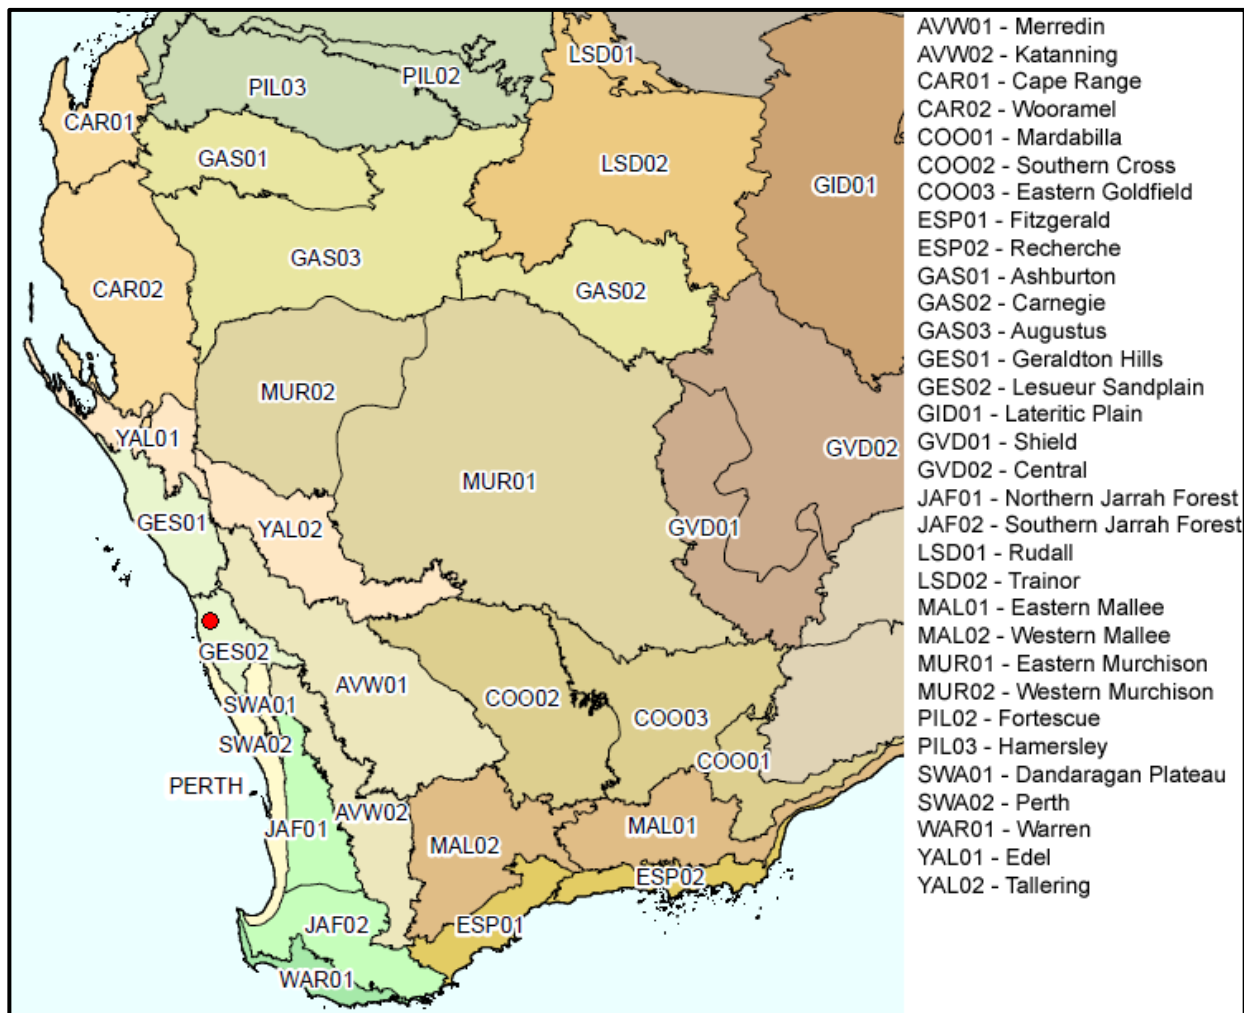 LSD01
PIL02
PIL03
CAR01
GAS01
LSD02
GID01
GAS03
CAR02
GAS02
MUR02
YAL01
GVD02
MUR01
GES01
YAL02
GVD01
GES02
AVW01
COO02
SWA01
COO03
SWA02
COO01
PERTH
AVW02
JAF01
MAL01
MAL02
ESP02
JAF02
ESP01
WAR01
AVW01 - Merredin
AVW02 - Katanning
CAR01 - Cape Range
CAR02 - Wooramel
COO01 - Mardabilla
COO02 - Southern Cross
COO03 - Eastern Goldfield
ESP01 - Fitzgerald
ESP02 - Recherche
GAS01 - Ashburton
GAS02 - Carnegie
GAS03 - Augustus
GES01 - Geraldton Hills
GES02 - Lesueur Sandplain
GID01 - Lateritic Plain
GVD01 - Shield
GVD02 - Central
JAF01 - Northern Jarrah Forest
JAF02 - Southern Jarrah Forest
LSD01 - Rudall
LSD02 - Trainor
MAL01 - Eastern Mallee
MAL02 - Western Mallee
MUR01 - Eastern Murchison
MUR02 - Western Murchison
PIL02 - Fortescue
PIL03 - Hamersley
SWA01 - Dandaragan Plateau
SWA02 - Perth
WAR01 - Warren
YAL01 - Edel
YAL02 - Tallering